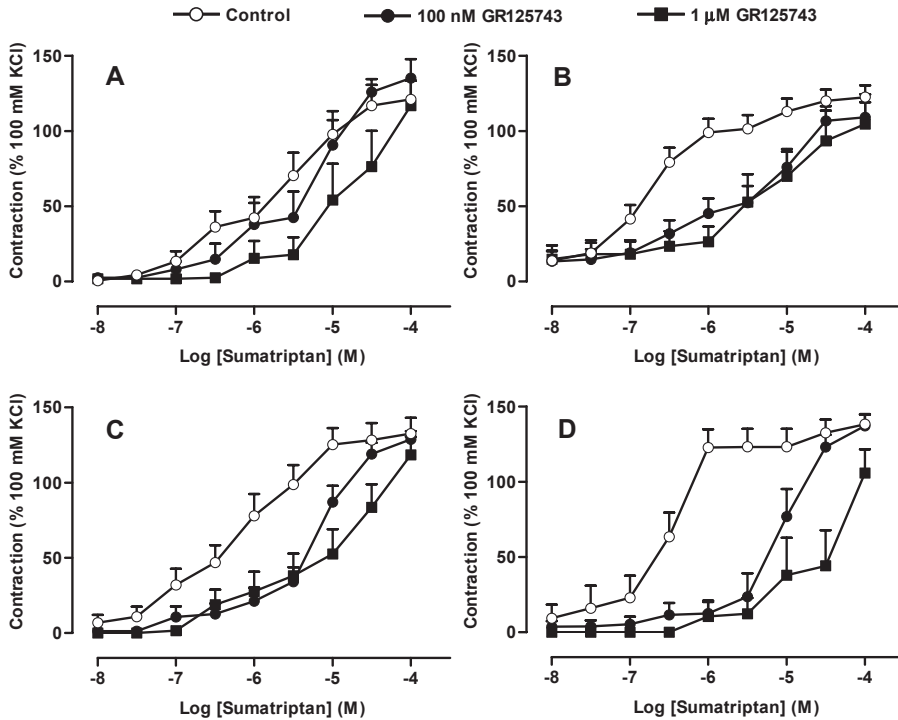 Control 100 nM GR125743 1 μM GR125743
A
Contraction (% 100 mM KCl)
150
100
50
0
-8 -7 -6 -5 -4
Log [Sumatriptan] (M)
B
Contraction (% 100 mM KCl)
150
100
50
0
-8 -7 -6 -5 -4
Log [Sumatriptan] (M)
C
Contraction (% 100 mM KCl)
150
100
50
0
-8 -7 -6 -5 -4
Log [Sumatriptan] (M)
D
Contraction (% 100 mM KCl)
150
100
50
0
-8 -7 -6 -5 -4
Log [Sumatriptan] (M)